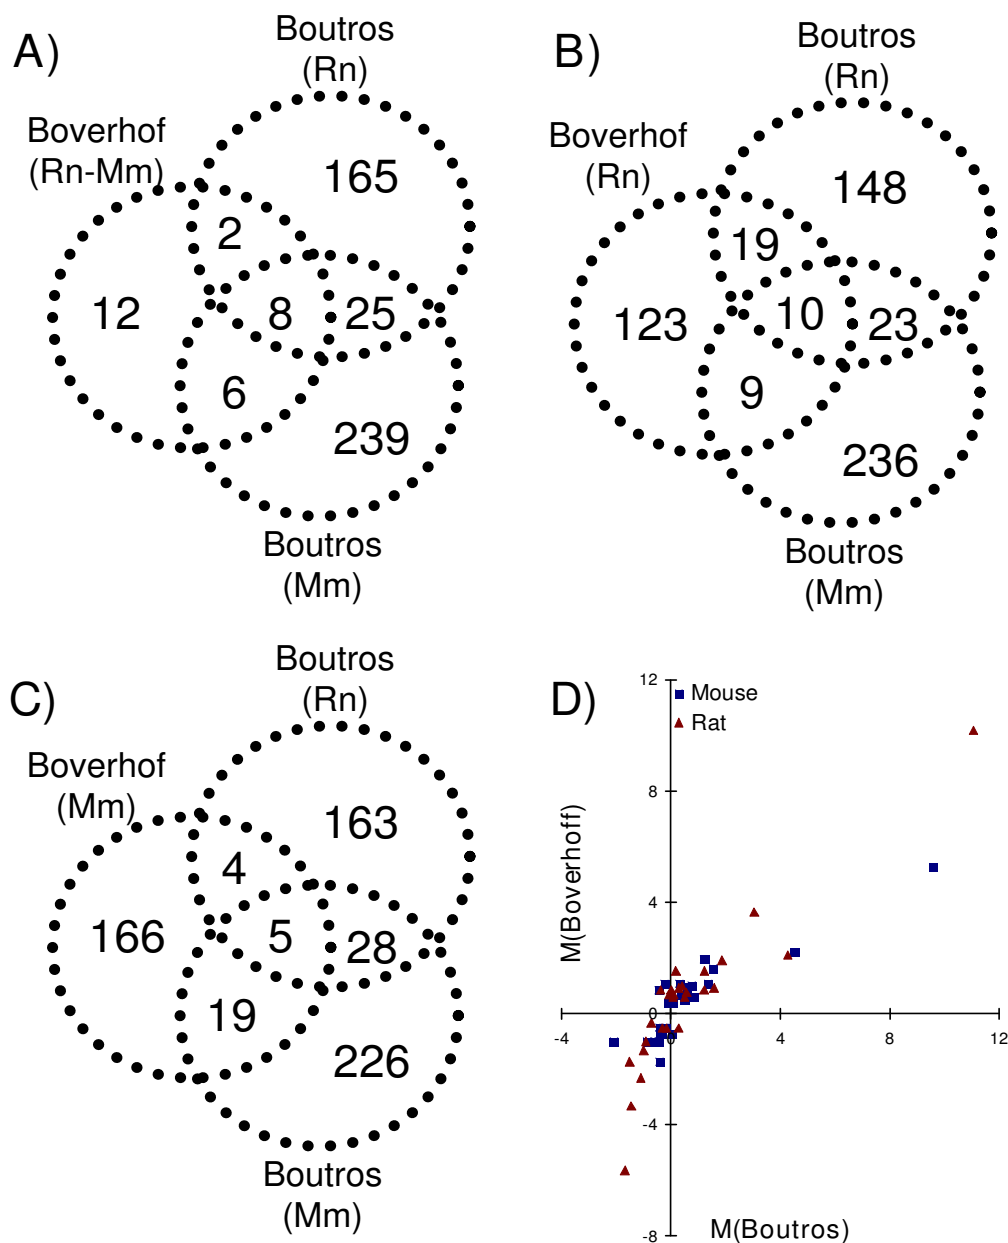 A)
Boutros
(Rn)
Boverhof
(Rn-Mm)
165
2
12
8
25
6
239
Boutros
(Mm)
B)
Boutros
(Rn)
Boverhof
(Rn)
148
19
123
10
23
9
236
Boutros
(Mm)
C)
Boutros
(Rn)
Boverhof
(Mm)
163
4
166
5
28
19
226
Boutros
(Mm)
D)
12
Mouse
Rat
8
M(Boverhoff)
4
0
-4
0
4
8
12
-4
-8
M(Boutros)